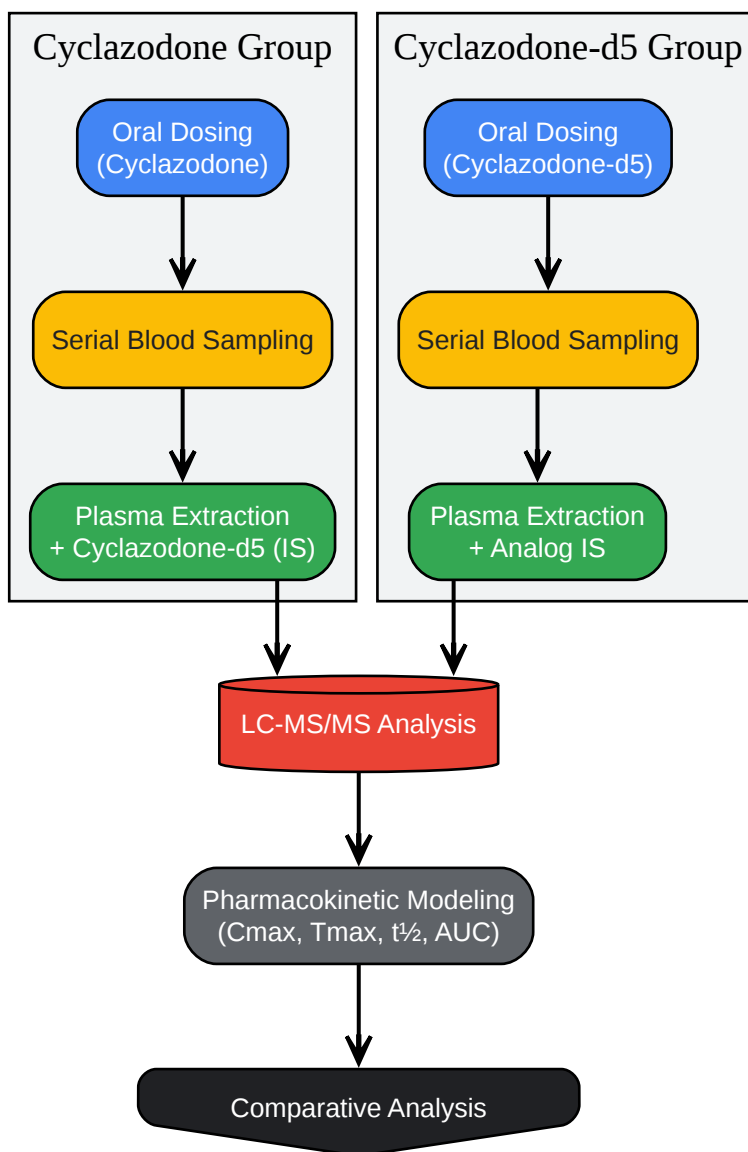 Cyclazodone Group
Oral Dosing
(Cyclazodone)
Serial Blood Sampling
Plasma Extraction
+ Cyclazodone-d5 (IS)
Cyclazodone-d5 Group
Oral Dosing
(Cyclazodone-d5)
Serial Blood Sampling
Plasma Extraction
+ Analog IS
LC-MS/MS Analysis
Pharmacokinetic Modeling
(Cmax, Tmax, t½, AUC)
Comparative Analysis